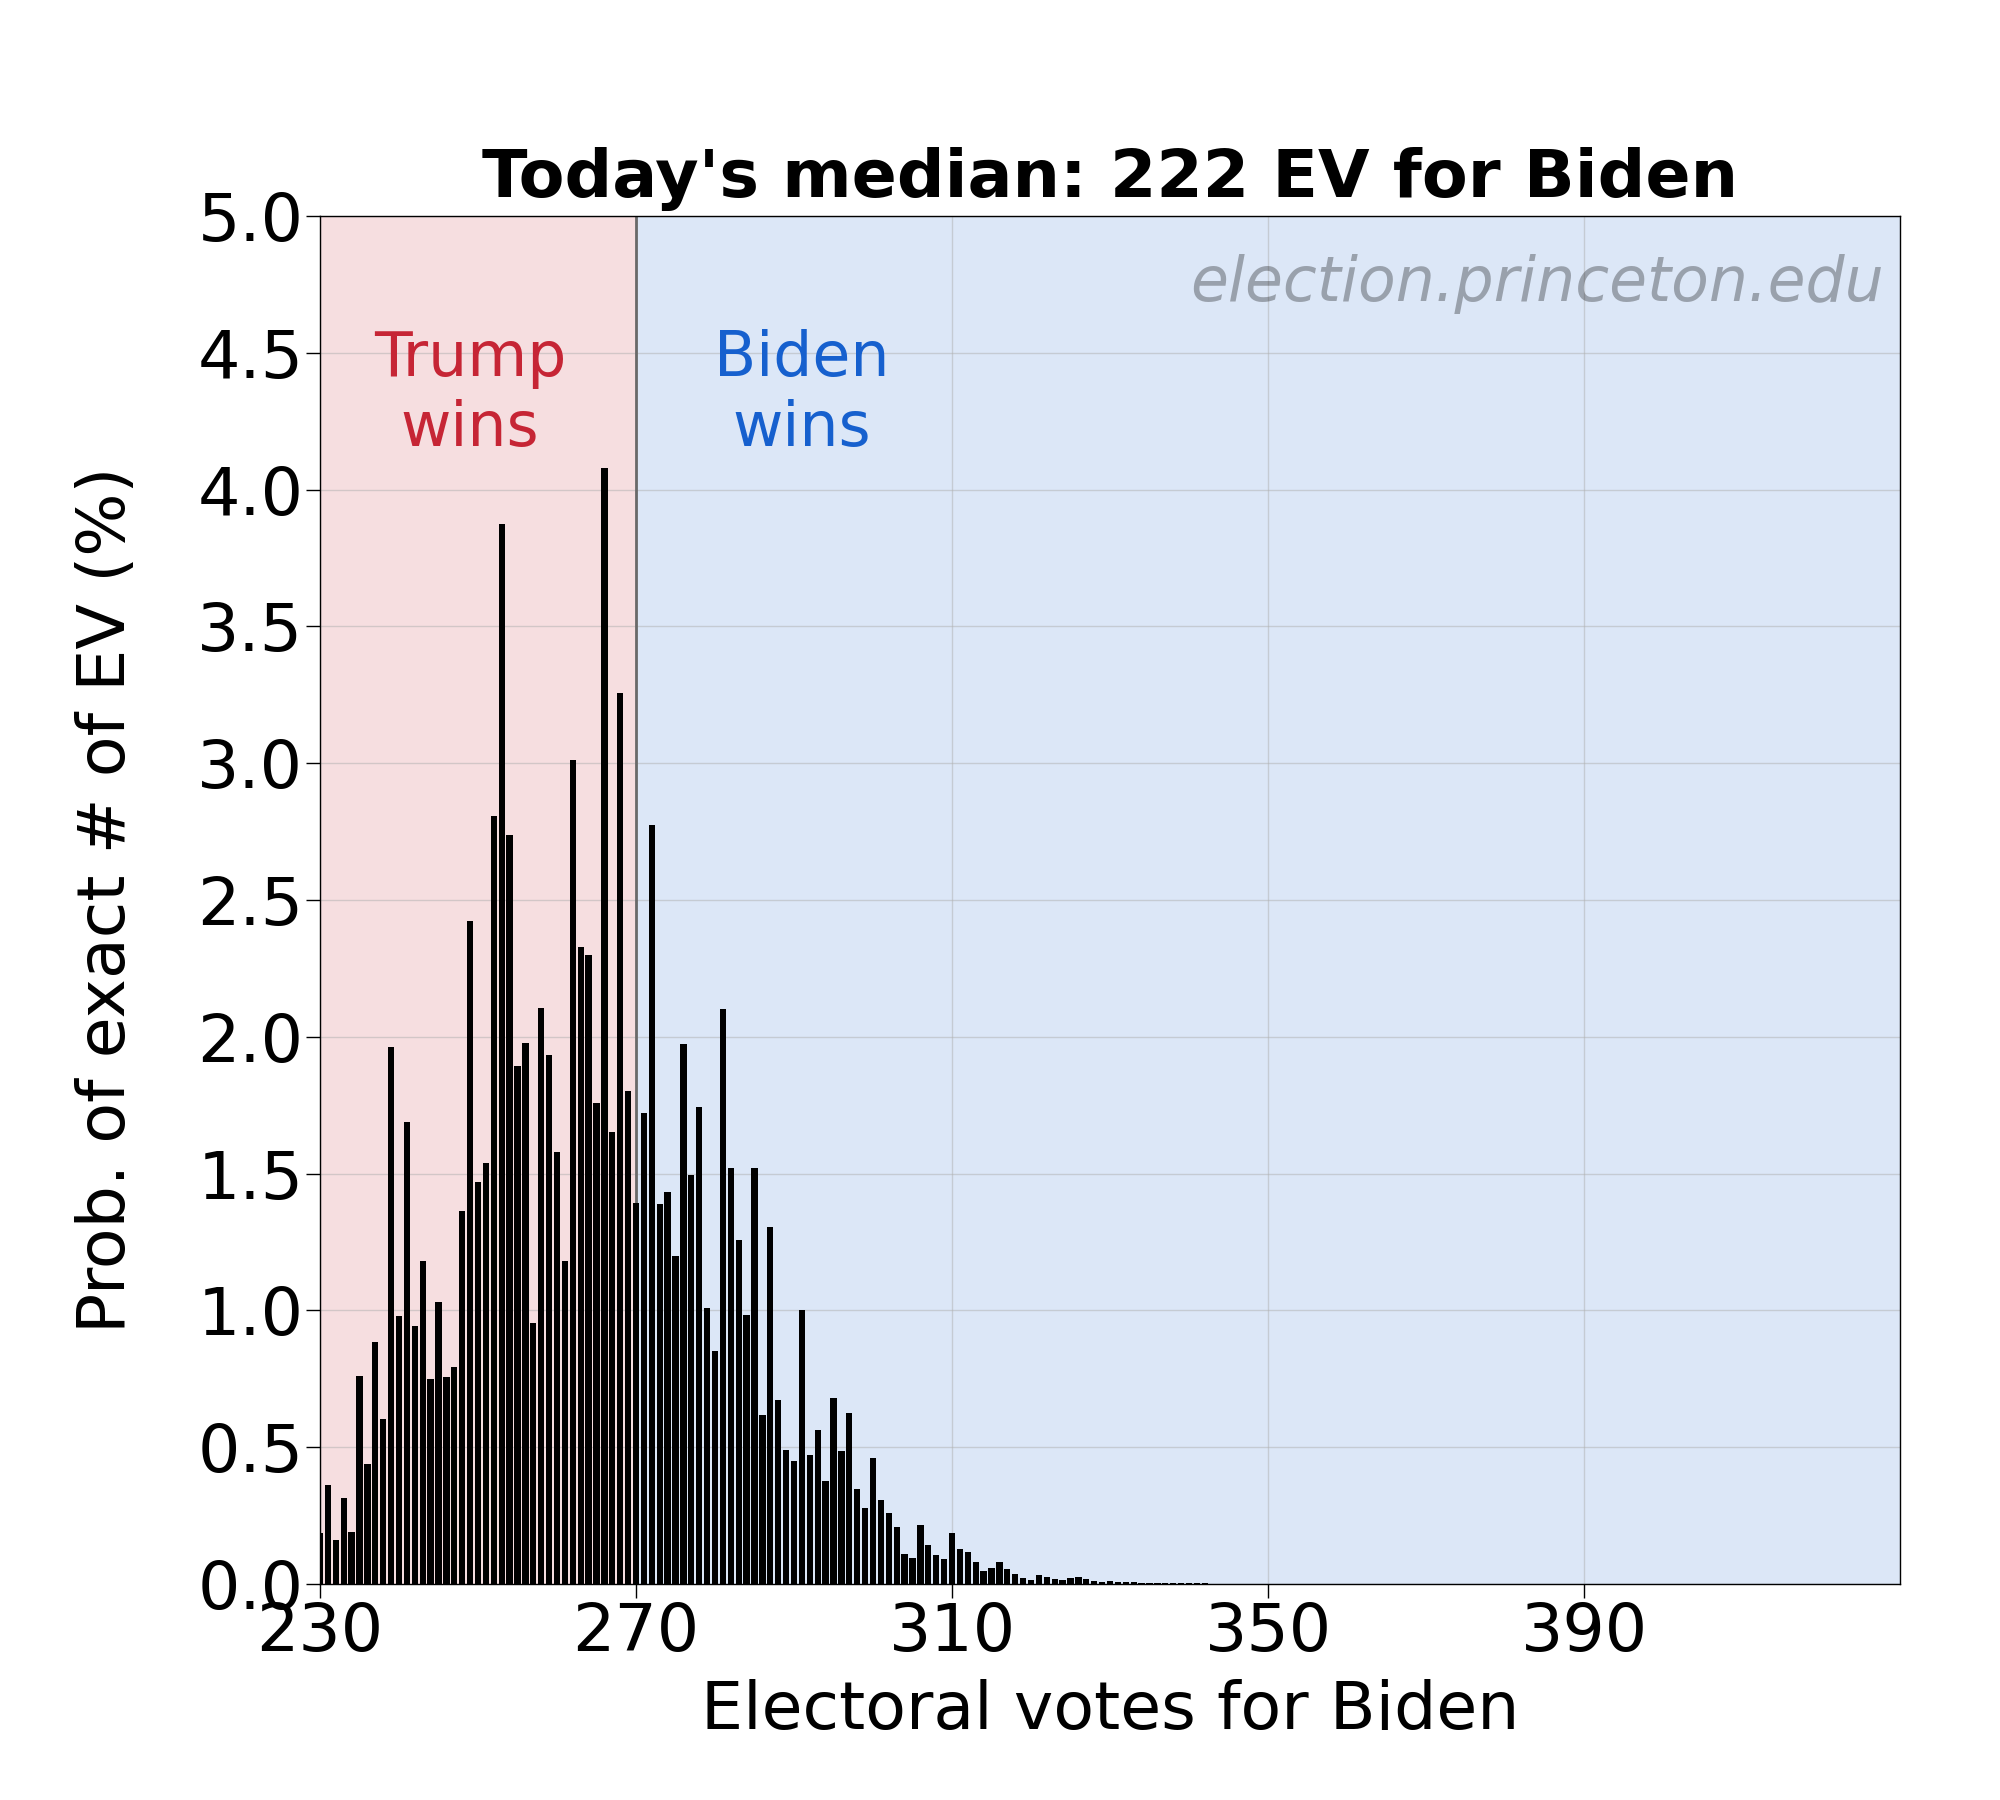 Today's median: 222 EV for Biden
election.princeton.edu
Trump
wins
Biden
wins
Prob. of exact # of EV (%)
5.0
4.5
4.0
3.5
3.0
2.5
2.0
1.5
1.0
0.5
0.0
230 270 310 350 390
Electoral votes for Biden